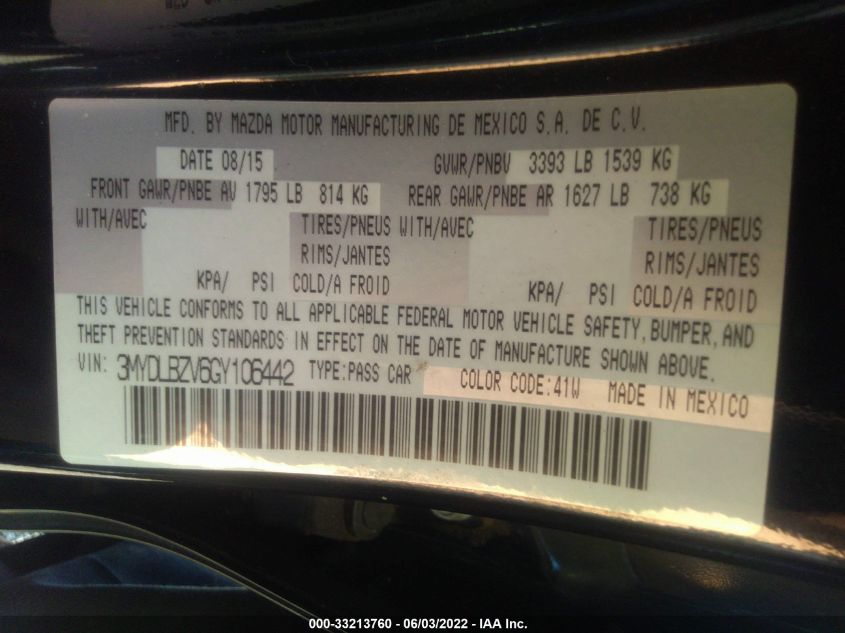 MFD. BY MAZDA MOTOR MANUFACTURING DE MEXICO S.A. DE C.V.
DATE 08/15 GVWR/PNBV 3393 LB 1539 KG
FRONT GAWR/PNBE AV 1795 LB 814 KG REAR GAWR/PNBE AR 1627 LB 738 KG
WITH/AVEC TIRES/PNEUS WITH/AVEC TIRES/PNEUS
RIMS/JANTES RIMS/JANTES
KPA/ PSI COLD/A FROID KPA/ PSI COLD/A FROID
THIS VEHICLE CONFORMS TO ALL APPLICABLE FEDERAL MOTOR VEHICLE SAFETY, BUMPER, AND
THEFT PREVENTION STANDARDS IN EFFECT ON THE DATE OF MANUFACTURE SHOWN ABOVE.
VIN: 3MYDLBZV6GY106442 TYPE:PASS CAR COLOR CODE:41W MADE IN MEXICO
000-33213760 - 06/03/2022 - IAA Inc.